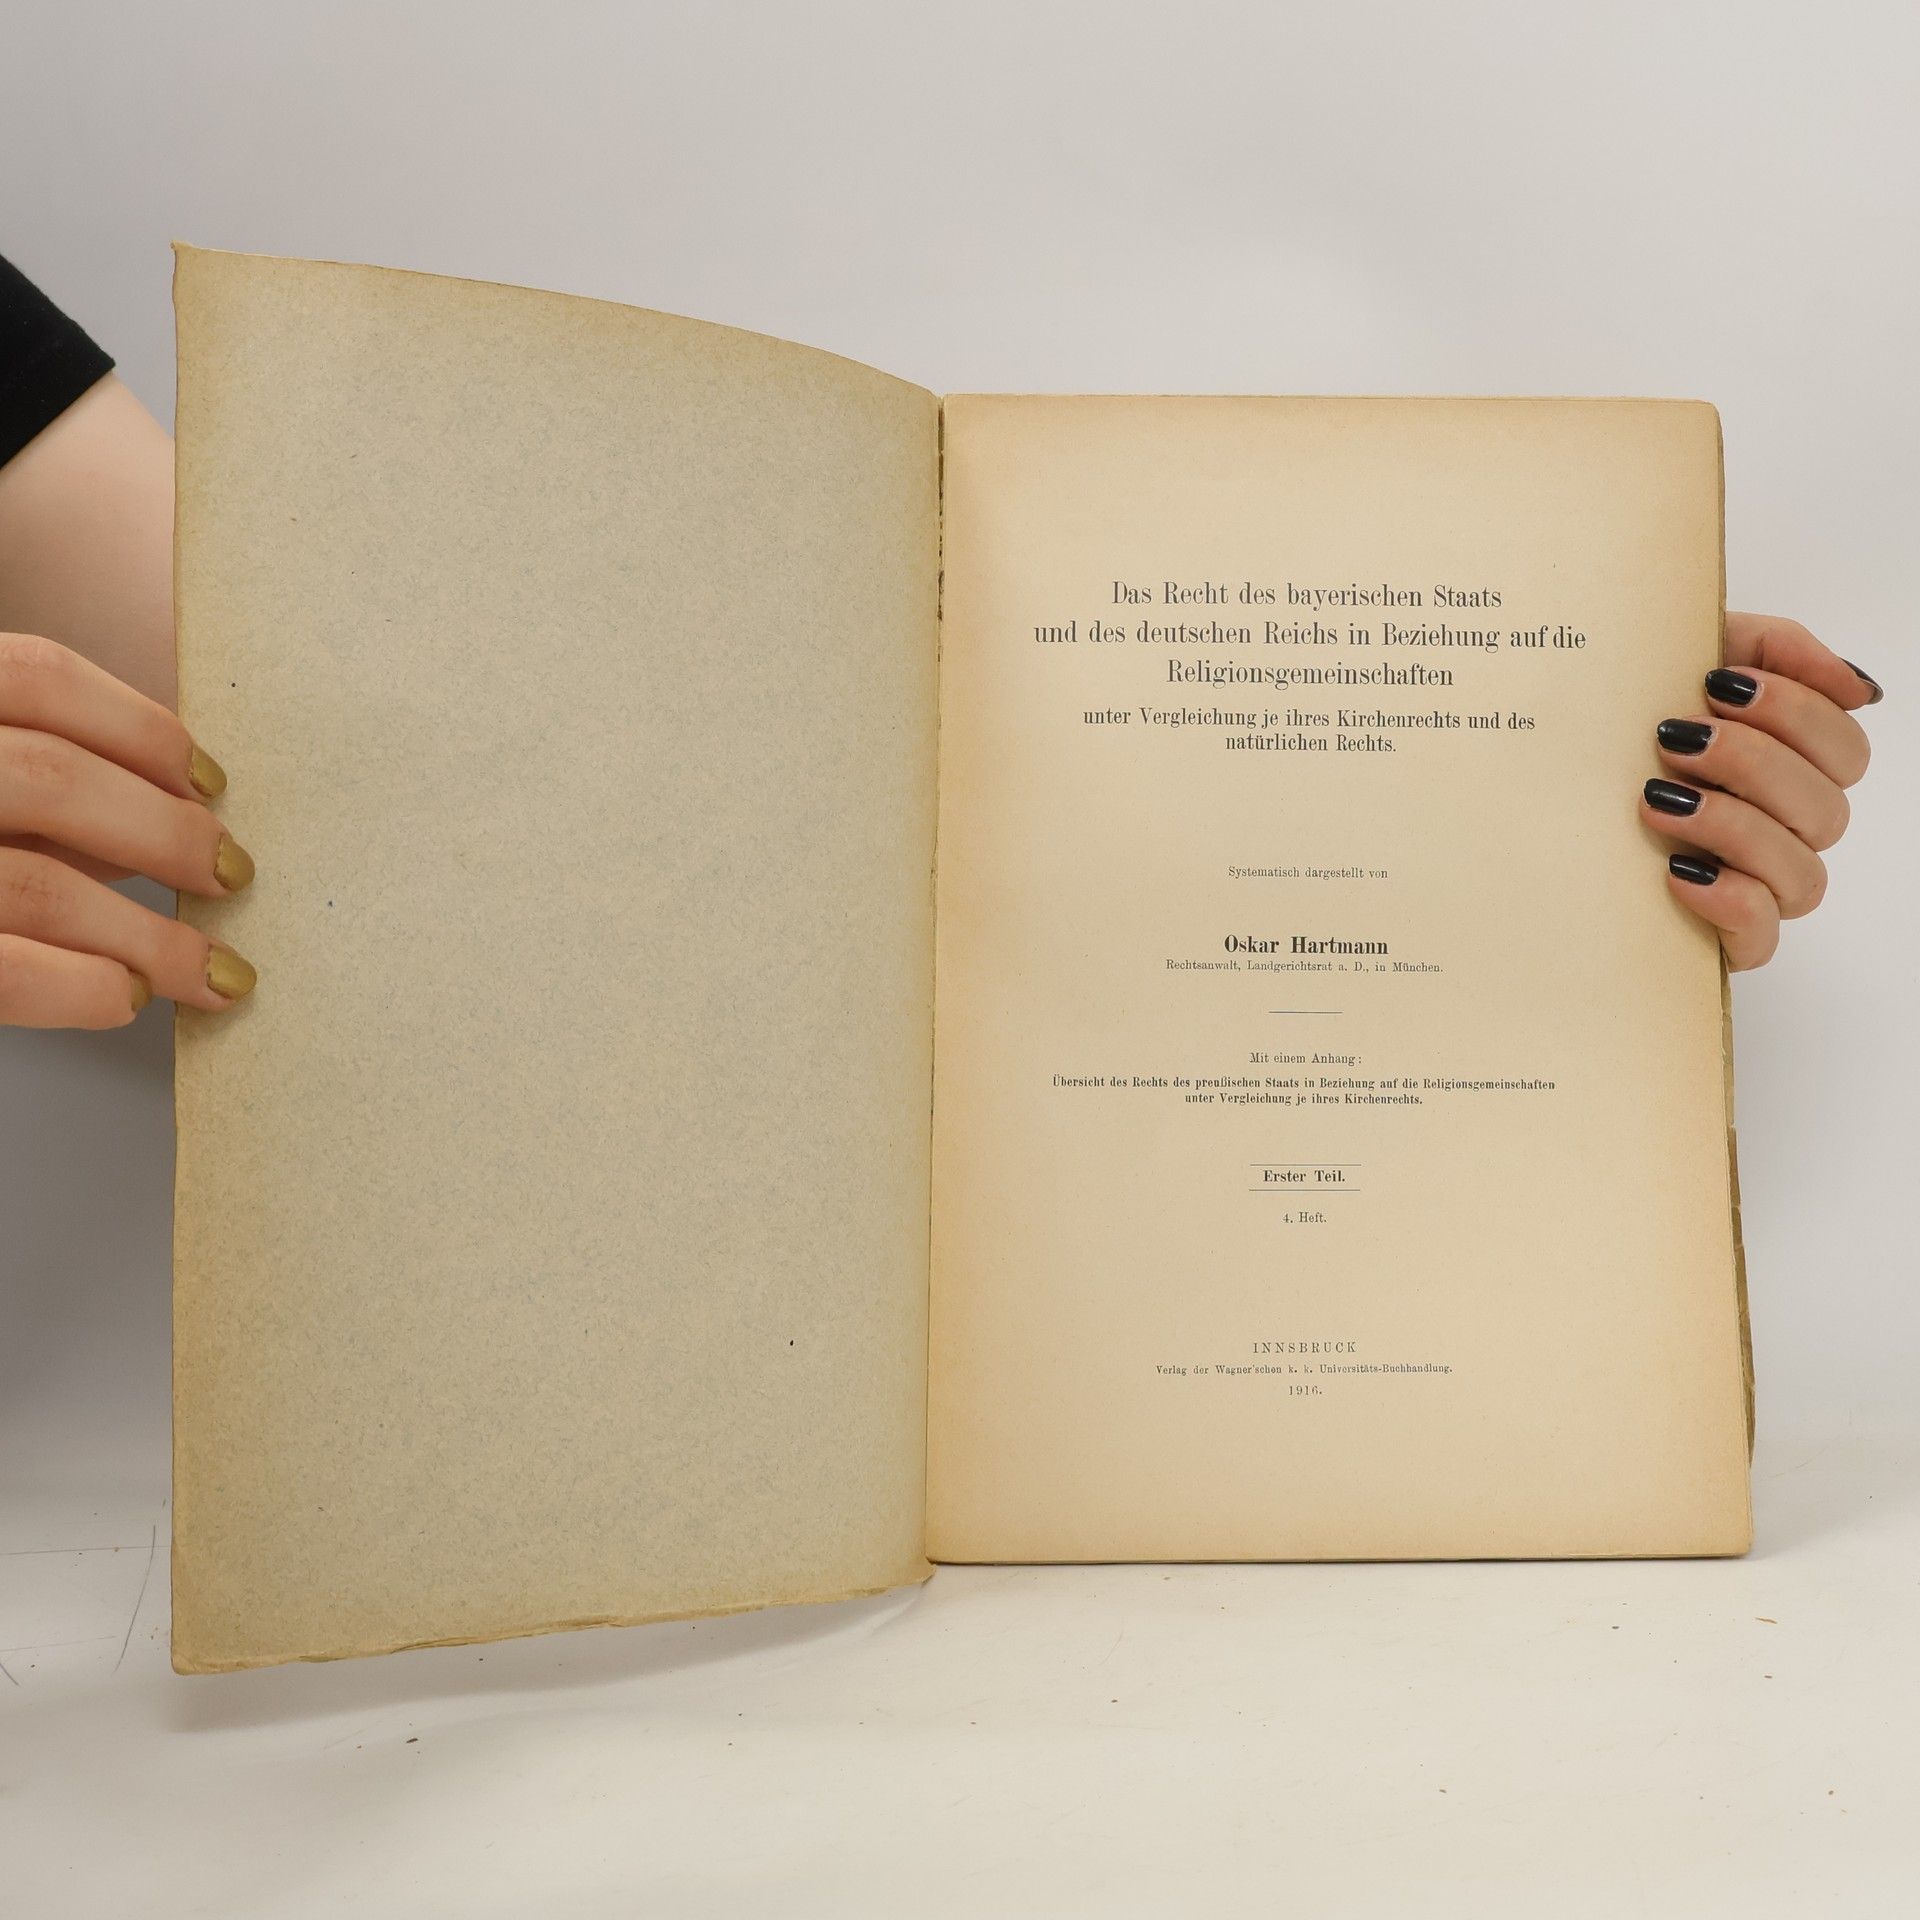 Das Recht des bayerischen Staats
und des deutschen Reichs in Beziehung auf die
Religionsgemeinschaften
unter Vergleichung je ihres Kirchenrechts und des
natürlichen Rechts.
Systematisch dargestellt von
Oskar Hartmann
Rechtsanwalt, Landgerichtsrat a. D., in München.
Mit einem Anhang:
Übersicht des Rechts des preußischen Staats in Beziehung auf die Religionsgemeinschaften
unter Vergleichung je ihres Kirchenrechts.
Erster Teil.
4. Heft.
INNSBRUCK
Verlag der Wagner'schen k. k. Universitäts-Buchhandlung.
1916.